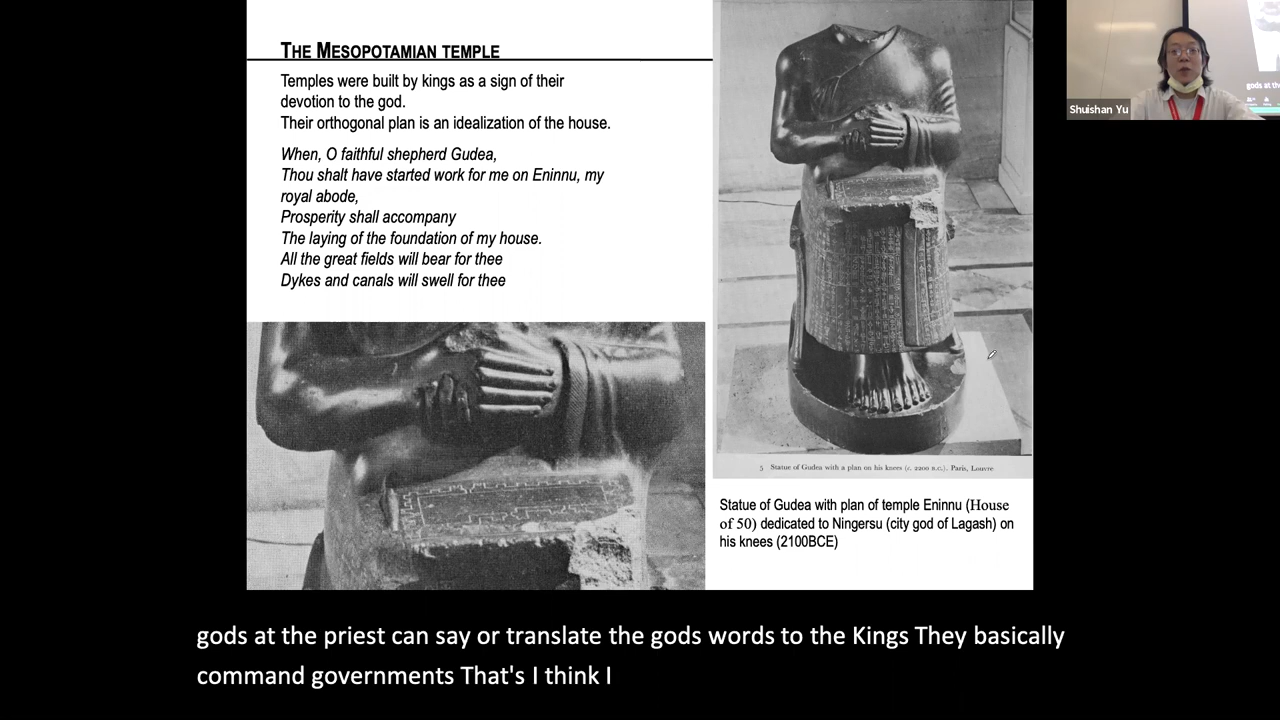 THE MESOPOTAMIAN TEMPLE
Temples were built by kings as a sign of their
devotion to the god.
Their orthogonal plan is an idealization of the house.
When, O faithful shepherd Gudea,
Thou shalt have started work for me on Eninnu, my
royal abode,
Prosperity shall accompany
The laying of the foundation of my house.
All the great fields will bear for thee
Dykes and canals will swell for thee
5 Statue of Gudea with a plan on his knees (c. 2200 B.C.). Paris, Louvre
Statue of Gudea with plan of temple Eninnu (House
of 50) dedicated to Ningersu (city god of Lagash) on
his knees (2100BCE)
Shuishan Yu
gods at the
gods at the priest can say or translate the gods words to the Kings They basically
command governments That's I think I